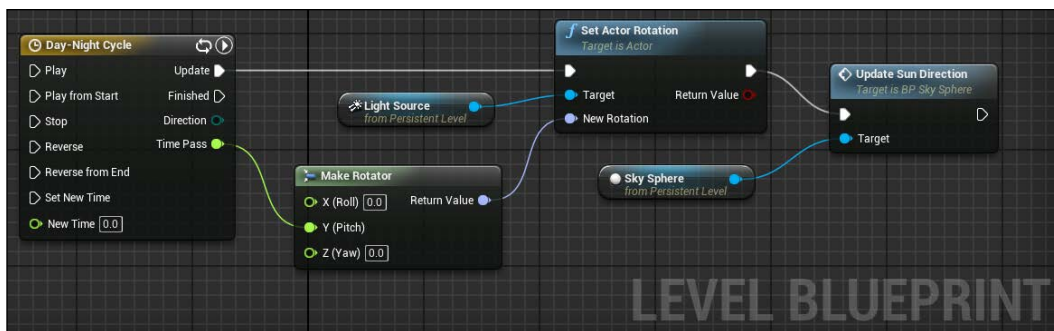 Day-Night Cycle
Play
Update
Play from Start
Finished
Stop
Direction
Reverse
Time Pass
Reverse from End
Set New Time
New Time 0.0
Light Source
from Persistent Level
Make Rotator
X (Roll) 0.0
Return Value
Y (Pitch)
Z (Yaw) 0.0
Set Actor Rotation
Target is Actor
Target
Return Value
New Rotation
Sky Sphere
from Persistent Level
Update Sun Direction
Target is BP Sky Sphere
Target
LEVEL BLUEPRINT